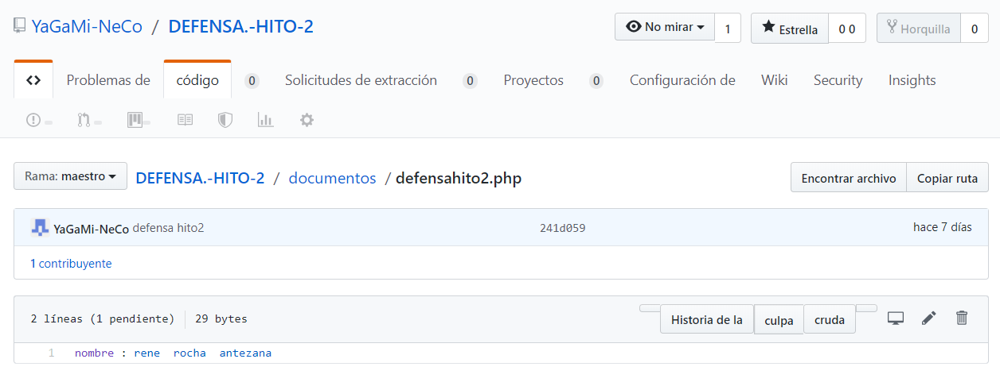 YaGaMi-NeCo / DEFENSA.-HITO-2 No mirar 1 Estrella 0 0 Horquilla 0
<> Problemas de código 0 Solicitudes de extracción 0 Proyectos 0 Configuración de Wiki Security Insights
Rama: maestro DEFENSA.-HITO-2 / documentos / defensahito2.php Encontrar archivo Copiar ruta
YaGaMi-NeCo defensa hito2 241d059 hace 7 días
1 contribuyente
2 líneas (1 pendiente) 29 bytes Historia de la culpa cruda
1 nombre : rene rocha antezana